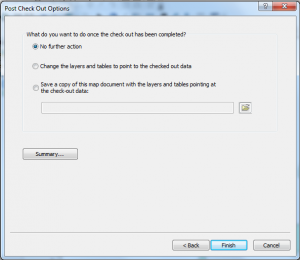 Post Check Out Options
What do you want to do once the check out has been completed?
No further action
Change the layers and tables to point to the checked out data
Save a copy of this map document with the layers and tables pointing at
the check-out data:
Summary...
< Back
Finish
Cancel